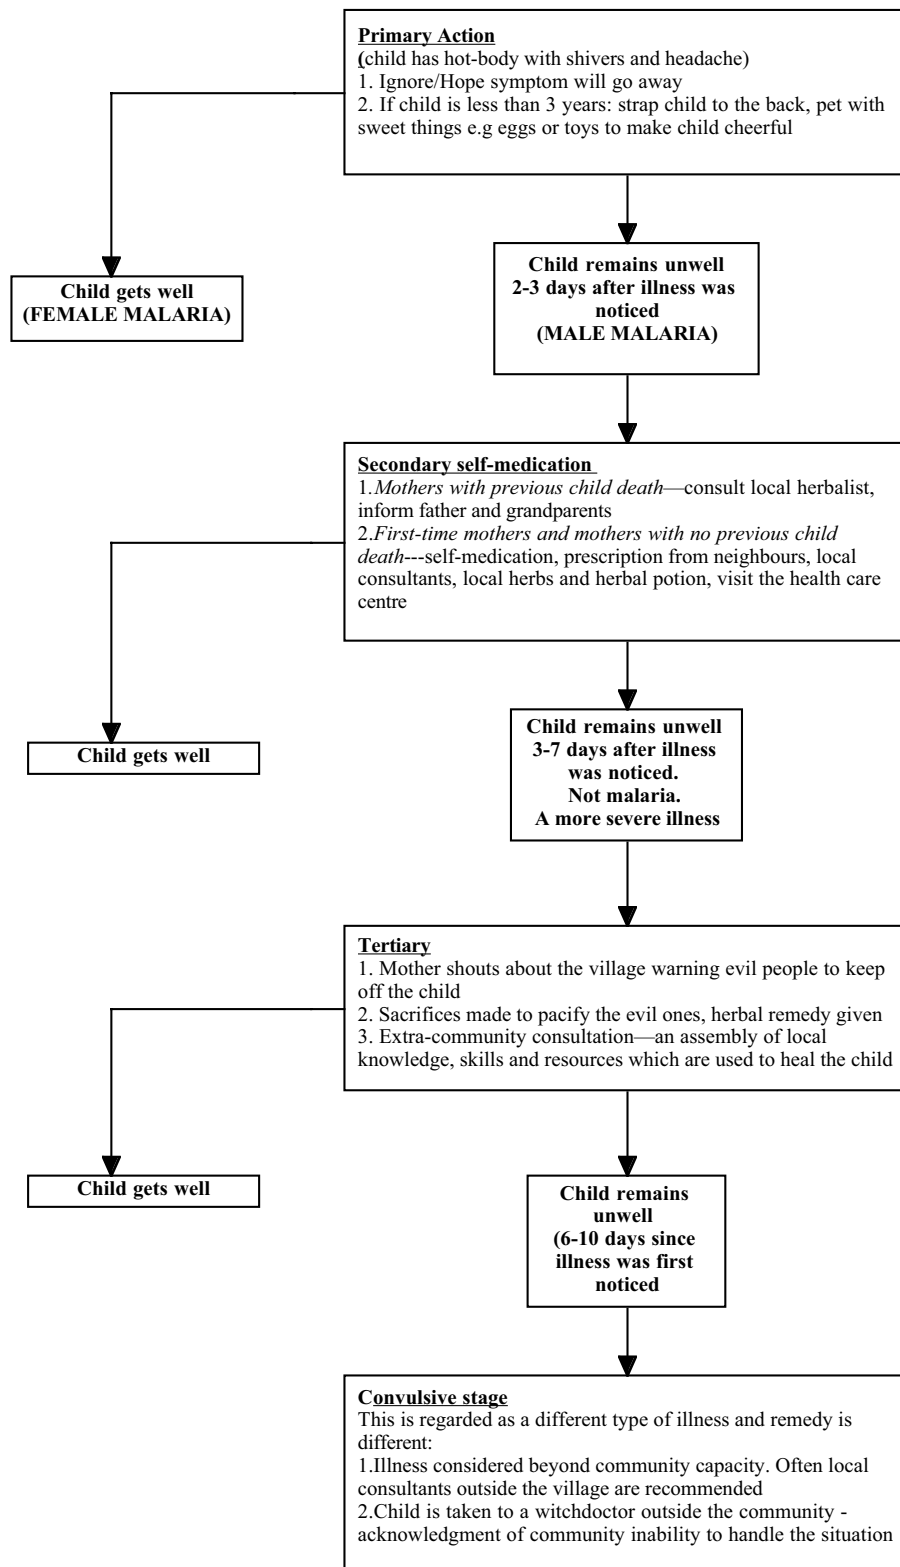 Primary Action
(child has hot-body with shivers and headache)
1. Ignore/Hope symptom will go away
2. If child is less than 3 years: strap child to the back, pet with
sweet things e.g eggs or toys to make child cheerful
Child gets well
(FEMALE MALARIA)
Child remains unwell
2-3 days after illness was
noticed
(MALE MALARIA)
Secondary self-medication
1.Mothers with previous child death—consult local herbalist,
inform father and grandparents
2.First-time mothers and mothers with no previous child
death---self-medication, prescription from neighbours, local
consultants, local herbs and herbal potion, visit the health care
centre
Child gets well
Child remains unwell
3-7 days after illness
was noticed.
Not malaria.
A more severe illness
Tertiary
1. Mother shouts about the village warning evil people to keep
off the child
2. Sacrifices made to pacify the evil ones, herbal remedy given
3. Extra-community consultation—an assembly of local
knowledge, skills and resources which are used to heal the child
Child gets well
Child remains
unwell
(6-10 days since
illness was first
noticed
Convulsive stage
This is regarded as a different type of illness and remedy is
different:
1.Illness considered beyond community capacity. Often local
consultants outside the village are recommended
2.Child is taken to a witchdoctor outside the community -
acknowledgment of community inability to handle the situation